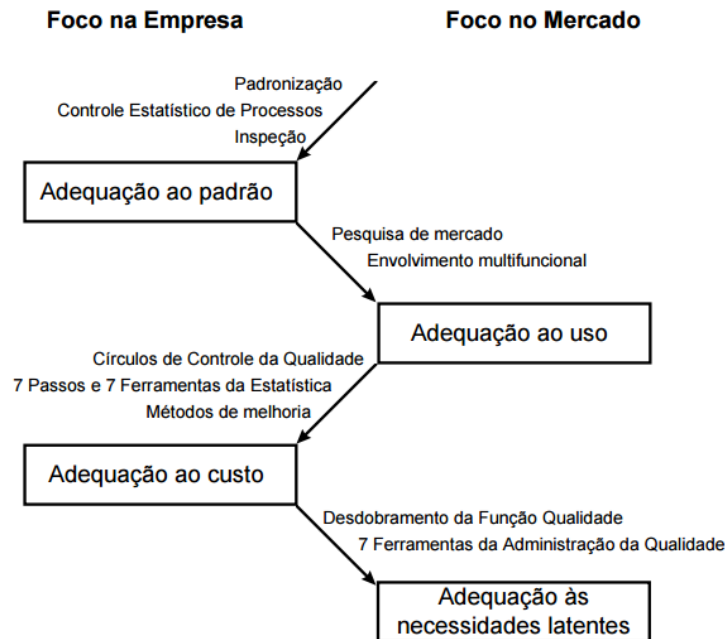 Foco na Empresa
Foco no Mercado
Padronização
Controle Estatístico de Processos
Inspeção
Adequação ao padrão
Pesquisa de mercado
Envolvimento multifuncional
Adequação ao uso
Círculos de Controle da Qualidade
7 Passos e 7 Ferramentas da Estatística
Métodos de melhoria
Adequação ao custo
Desdobramento da Função Qualidade
7 Ferramentas da Administração da Qualidade
Adequação às
necessidades latentes